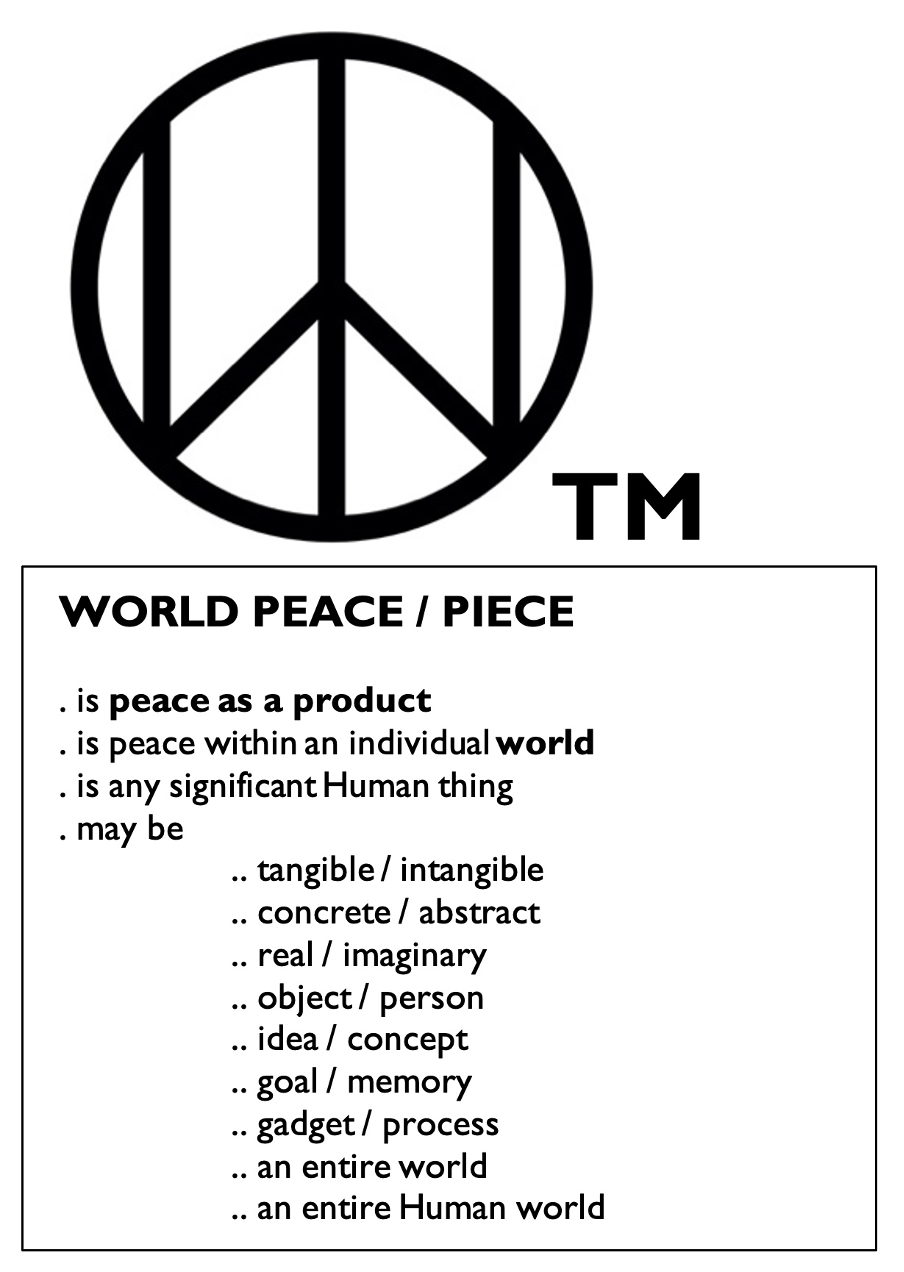 TM
WORLD PEACE / PIECE
. is peace as a product
. is peace within an individual world
. is any significant Human thing
. may be
.. tangible / intangible
.. concrete / abstract
.. real / imaginary
.. object / person
.. idea / concept
.. goal / memory
.. gadget / process
.. an entire world
.. an entire Human world